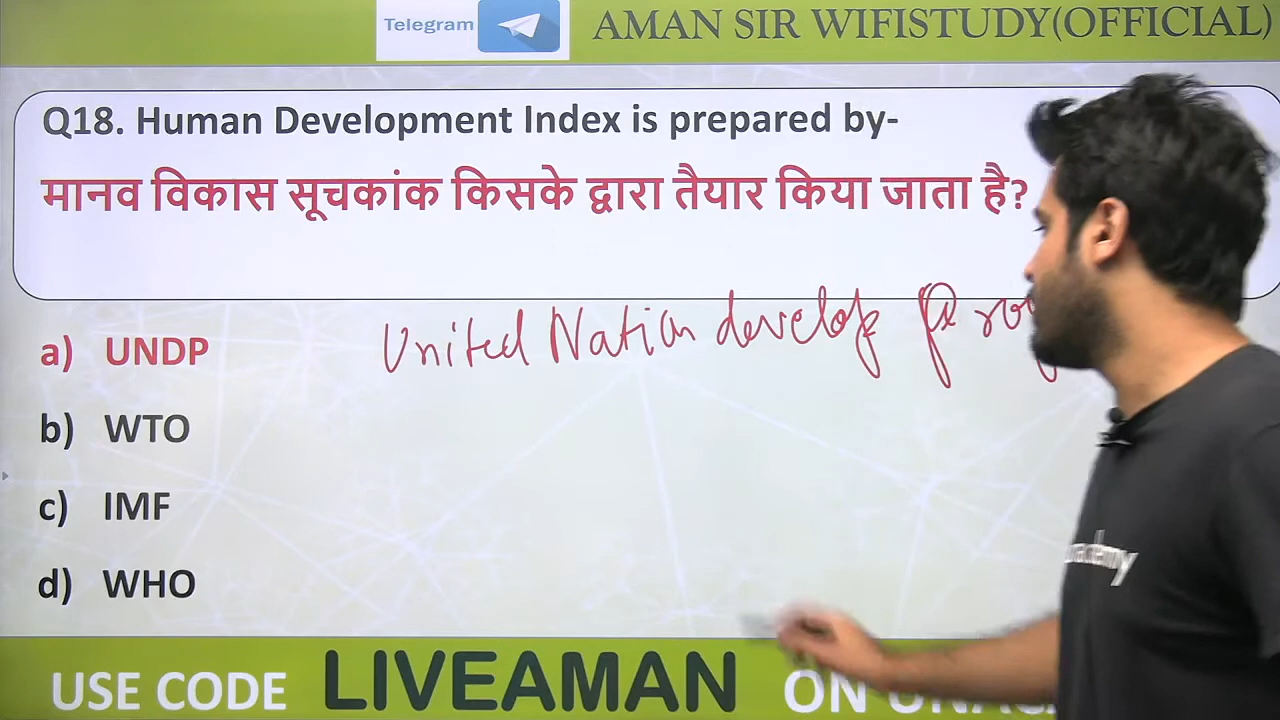 Telegram
AMAN SIR WIFISTUDY(OFFICIAL)
Q18. Human Development Index is prepared by-
मानव विकास सूचकांक किसके द्वारा तैयार किया जाता है?
United Nation develop
a) UNDP
b) WTO
c) IMF
d) WHO
USE CODE LIVEAMAN ON